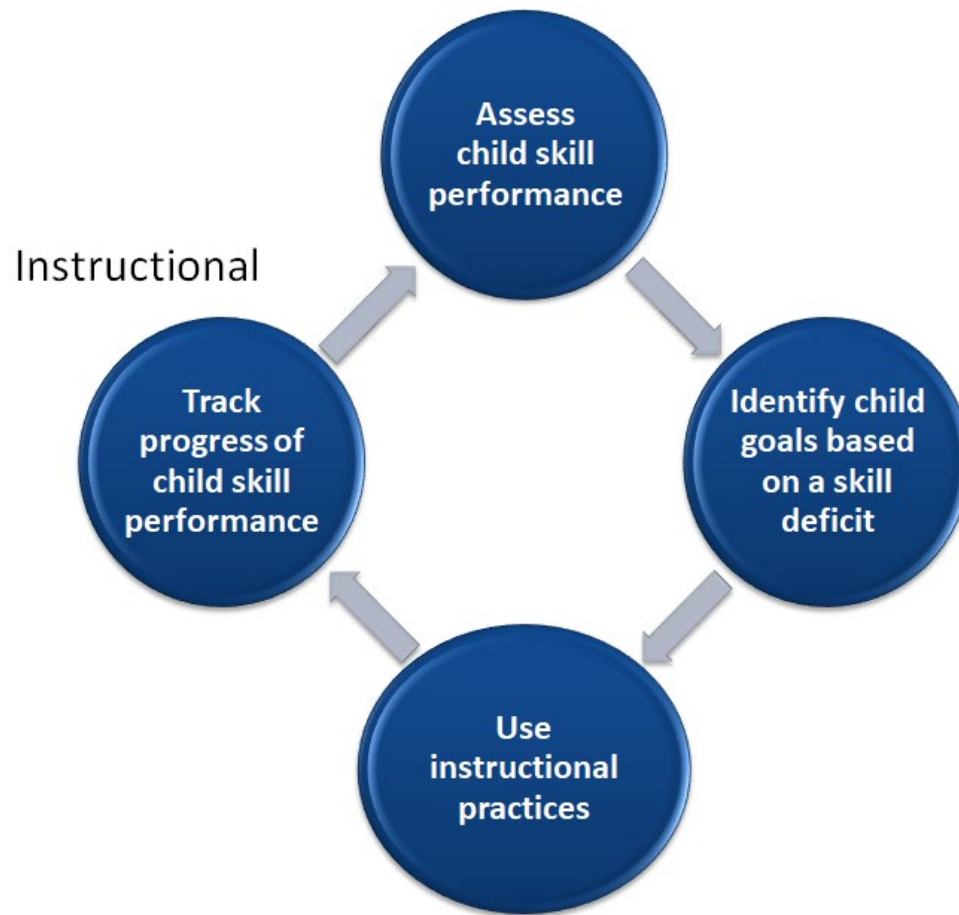 Assess
child skill
performance
Instructional
Track
progress of
child skill
performance
Identify child
goals based
on a skill
deficit
Use
instructional
practices